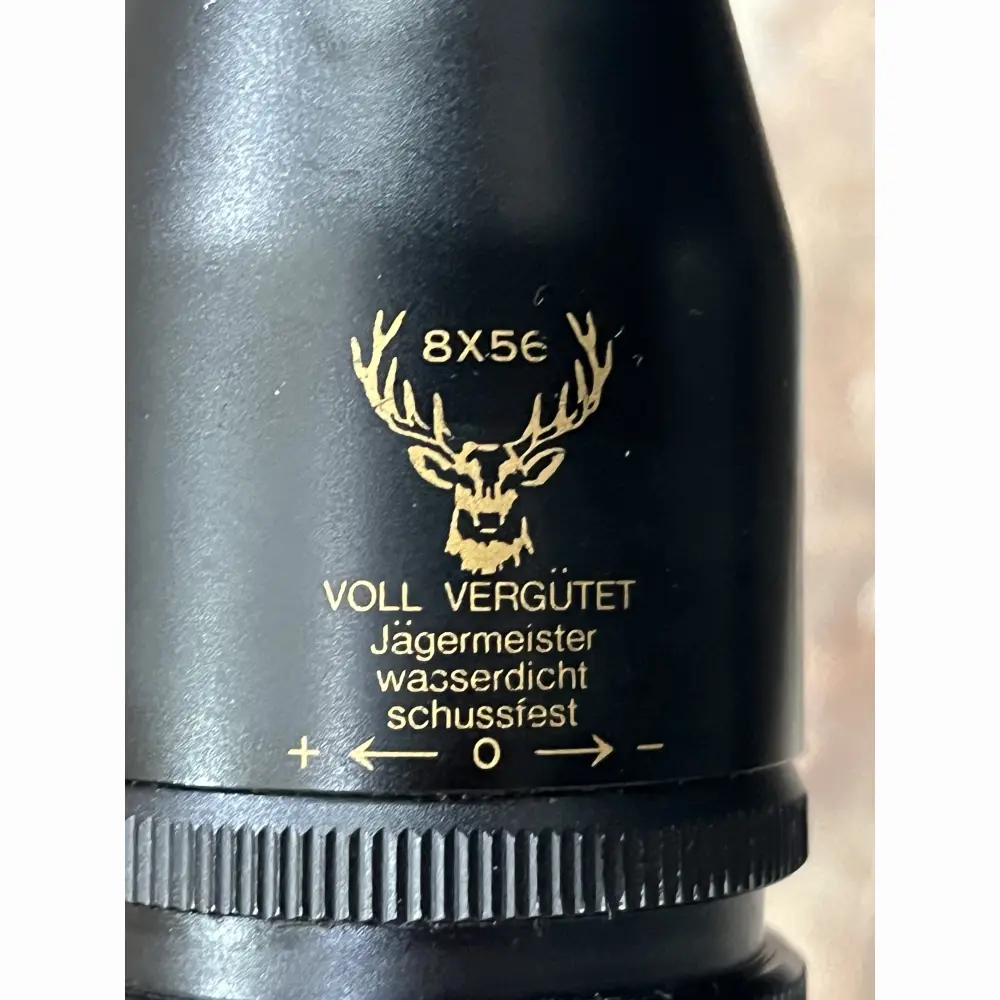 8X56
VOLL VERGÜTET
Jägermeister
wasserdicht
schussfest
+ ← 0 → −